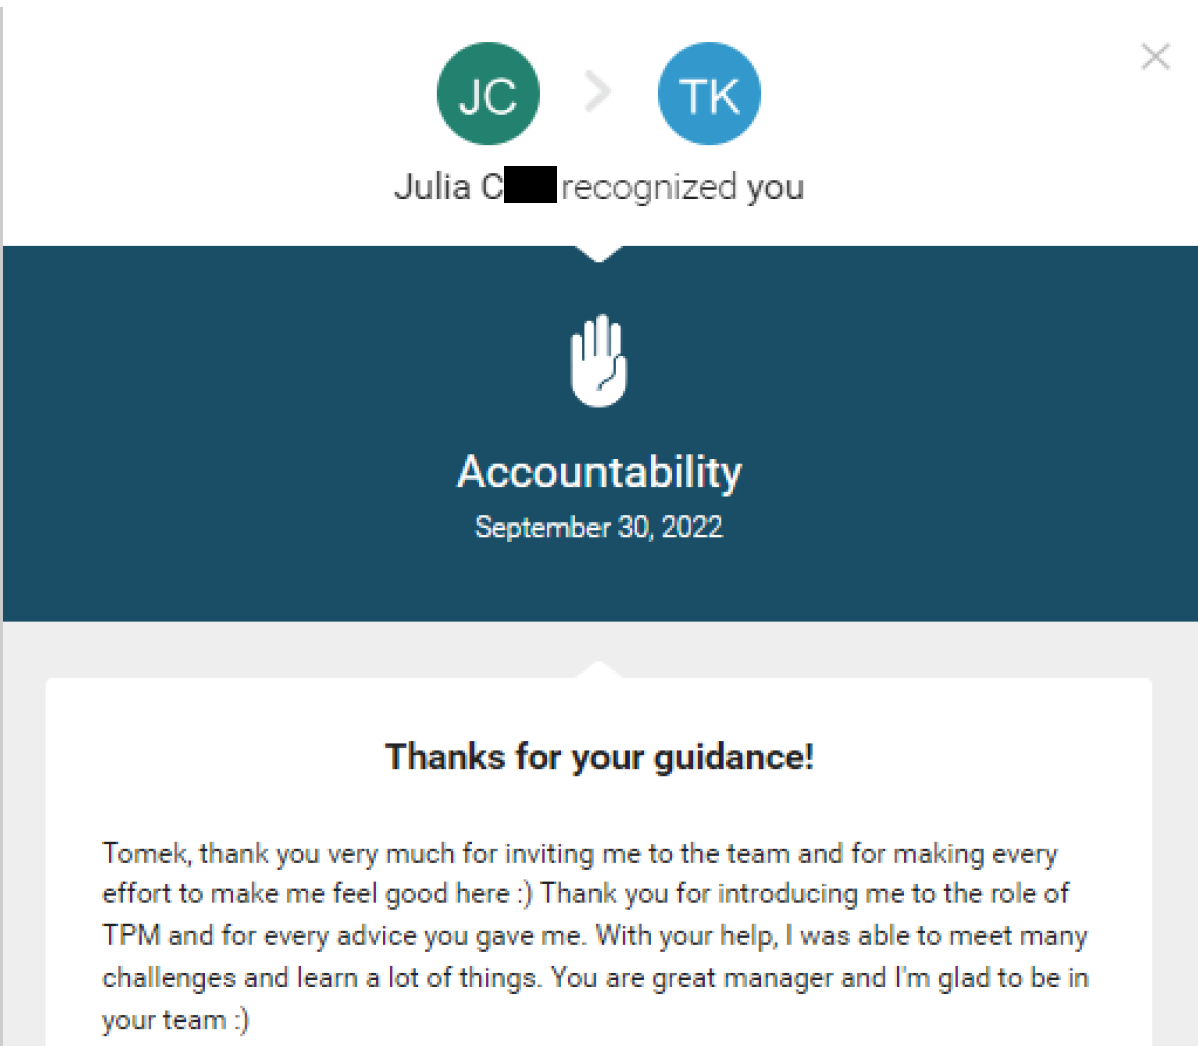 JC TK
Julia C recognized you
Accountability
September 30, 2022
Thanks for your guidance!
Tomek, thank you very much for inviting me to the team and for making every
effort to make me feel good here :) Thank you for introducing me to the role of
TPM and for every advice you gave me. With your help, I was able to meet many
challenges and learn a lot of things. You are great manager and I'm glad to be in
your team :)